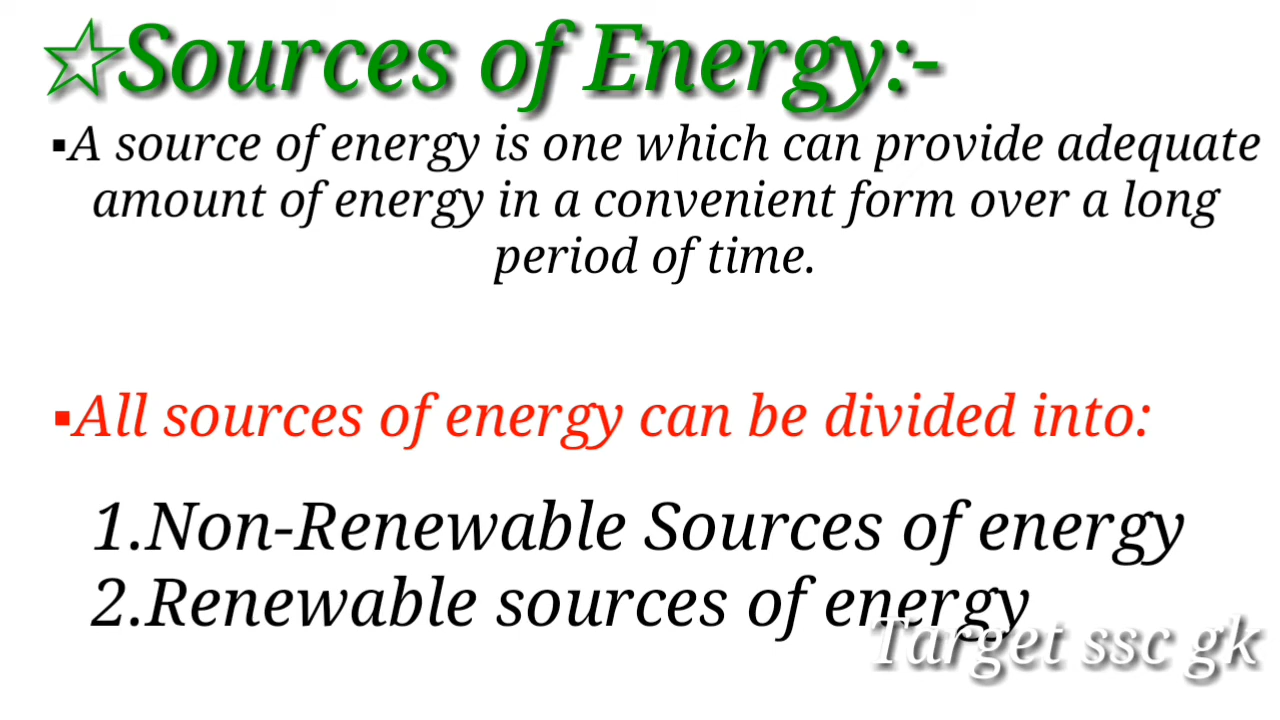 ☆Sources of Energy:-
▪A source of energy is one which can provide adequate
amount of energy in a convenient form over a long
period of time.
▪All sources of energy can be divided into:
1.Non-Renewable Sources of energy
2.Renewable sources of energy
Target ssc gk